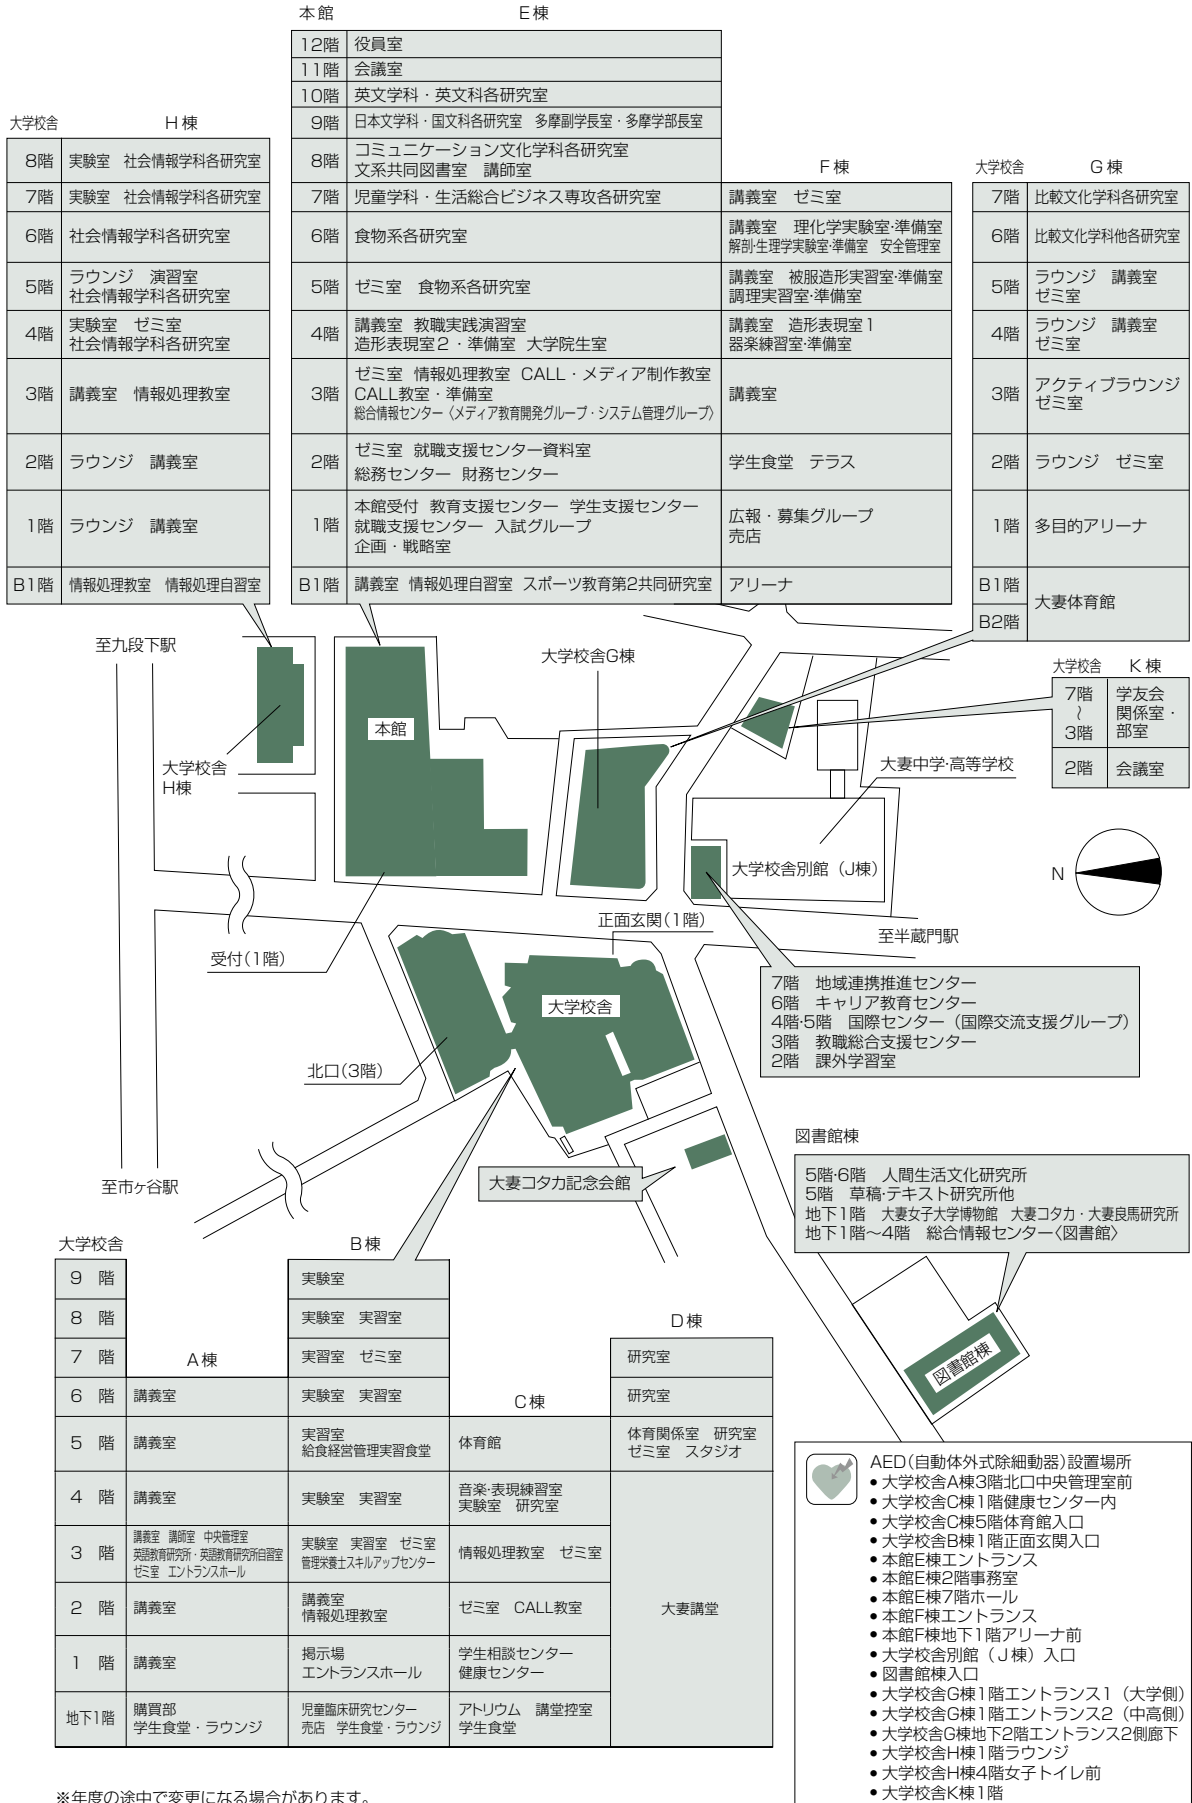 本館　E棟
12階　役員室
11階　会議室
10階　英文学科・英文科各研究室
9階　日本文学科・国文科各研究室　多摩副学長室・多摩学部長室
8階　コミュニケーション文化学科各研究室
文系共同図書室　講師室
7階　児童学科・生活総合ビジネス専攻各研究室
6階　食物系各研究室
5階　ゼミ室　食物系各研究室
4階　講義室　教職実践演習室
造形表現室2・準備室　大学院生室
3階　ゼミ室　情報処理教室　CALL・メディア制作教室
CALL教室・準備室
総合情報センター〈メディア教育開発グループ・システム管理グループ〉
2階　ゼミ室　就職支援センター資料室
総務センター　財務センター
1階　本館受付　教育支援センター　学生支援センター
就職支援センター　入試グループ
企画・戦略室
B1階　講義室　情報処理自習室　スポーツ教育第2共同研究室
F棟
講義室　ゼミ室
講義室　理化学実験室・準備室
解剖・生理学実験室・準備室　安全管理室
講義室　被服造形実習室・準備室
調理実習室・準備室
講義室　造形表現室1
器楽練習室・準備室
講義室
学生食堂　テラス
広報・募集グループ
売店
アリーナ
大学校舎　H棟
8階　実験室　社会情報学科各研究室
7階　実験室　社会情報学科各研究室
6階　社会情報学科各研究室
5階　ラウンジ　演習室
社会情報学科各研究室
4階　実験室　ゼミ室
社会情報学科各研究室
3階　講義室　情報処理教室
2階　ラウンジ　講義室
1階　ラウンジ　講義室
B1階　情報処理教室　情報処理自習室
大学校舎　G棟
7階　比較文化学科各研究室
6階　比較文化学科他各研究室
5階　ラウンジ　講義室
ゼミ室
4階　ラウンジ　講義室
ゼミ室
3階　アクティブラウンジ
ゼミ室
2階　ラウンジ　ゼミ室
1階　多目的アリーナ
B1階
大妻体育館
B2階
大学校舎　K棟
7階
〜
3階
学友会
関係室・
部室
2階　会議室
至九段下駅
大学校舎G棟
本館
大学校舎
H棟
大妻中学・高等学校
大学校舎別館（J棟）
N
正面玄関（1階）
至半蔵門駅
受付（1階）
大学校舎
北口（3階）
7階　地域連携推進センター
6階　キャリア教育センター
4階・5階　国際センター（国際交流支援グループ）
3階　教職総合支援センター
2階　課外学習室
至市ヶ谷駅
大妻コタカ記念会館
図書館棟
5階・6階　人間生活文化研究所
5階　草稿・テキスト研究所他
地下1階　大妻女子大学博物館　大妻コタカ・大妻良馬研究所
地下1階〜4階　総合情報センター〈図書館〉
図書館棟
大学校舎
9 階
8 階
7 階
6 階
5 階
4 階
3 階
2 階
1 階
地下1階
A棟
講義室
講義室
講義室
講義室　講師室　中央管理室
英語教育研究所・英語教育研究所自習室
ゼミ室　エントランスホール
講義室
講義室
購買部
学生食堂・ラウンジ
B棟
実験室
実験室　実習室
実習室　ゼミ室
実験室　実習室
実習室
給食経営管理実習食堂
実験室　実習室
実験室　実習室　ゼミ室
管理栄養士スキルアップセンター
講義室
情報処理教室
掲示場
エントランスホール
児童臨床研究センター
売店　学生食堂・ラウンジ
C棟
体育館
音楽・表現練習室
実験室　研究室
情報処理教室　ゼミ室
ゼミ室　CALL教室
学生相談センター
健康センター
アトリウム　講堂控室
学生食堂
D棟
研究室
研究室
体育関係室　研究室
ゼミ室　スタジオ
大妻講堂
AED（自動体外式除細動器）設置場所
●大学校舎A棟3階北口中央管理室前
●大学校舎C棟1階健康センター内
●大学校舎C棟5階体育館入口
●大学校舎B棟1階正面玄関入口
●本館E棟エントランス
●本館E棟2階事務室
●本館E棟7階ホール
●本館F棟エントランス
●本館F棟地下1階アリーナ前
●大学校舎別館（J棟）入口
●図書館棟入口
●大学校舎G棟1階エントランス1（大学側）
●大学校舎G棟1階エントランス2（中高側）
●大学校舎G棟地下2階エントランス2側廊下
●大学校舎H棟1階ラウンジ
●大学校舎H棟4階女子トイレ前
●大学校舎K棟1階
※年度の途中で変更になる場合があります。